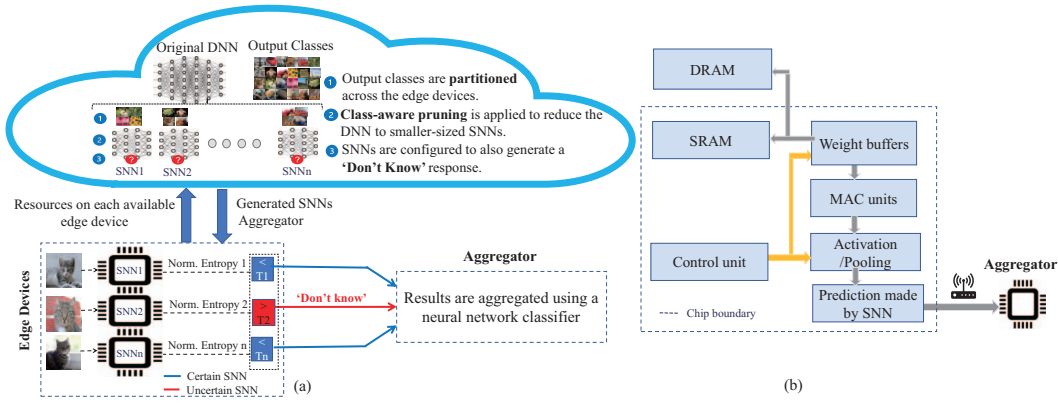 Original DNN
Output Classes
1 Output classes are partitioned
across the edge devices.
2 Class-aware pruning is applied to reduce the
DNN to smaller-sized SNNs.
3 SNNs are configured to also generate a
'Don't Know' response.
1
2
3
?
?
?
SNN1
SNN2
SNNn
Resources on each available
edge device
Generated SNNs
Aggregator
Edge Devices
SNN1
Norm. Entropy 1
<
T1
SNN2
Norm. Entropy 2
>
T2
'Don't know'
SNNn
Norm. Entropy n
<
Tn
Aggregator
Results are aggregated using a
neural network classifier
Certain SNN
Uncertain SNN
(a)
DRAM
SRAM
Weight buffers
MAC units
Control unit
Activation
/Pooling
Prediction made
by SNN
Aggregator
Chip boundary
(b)